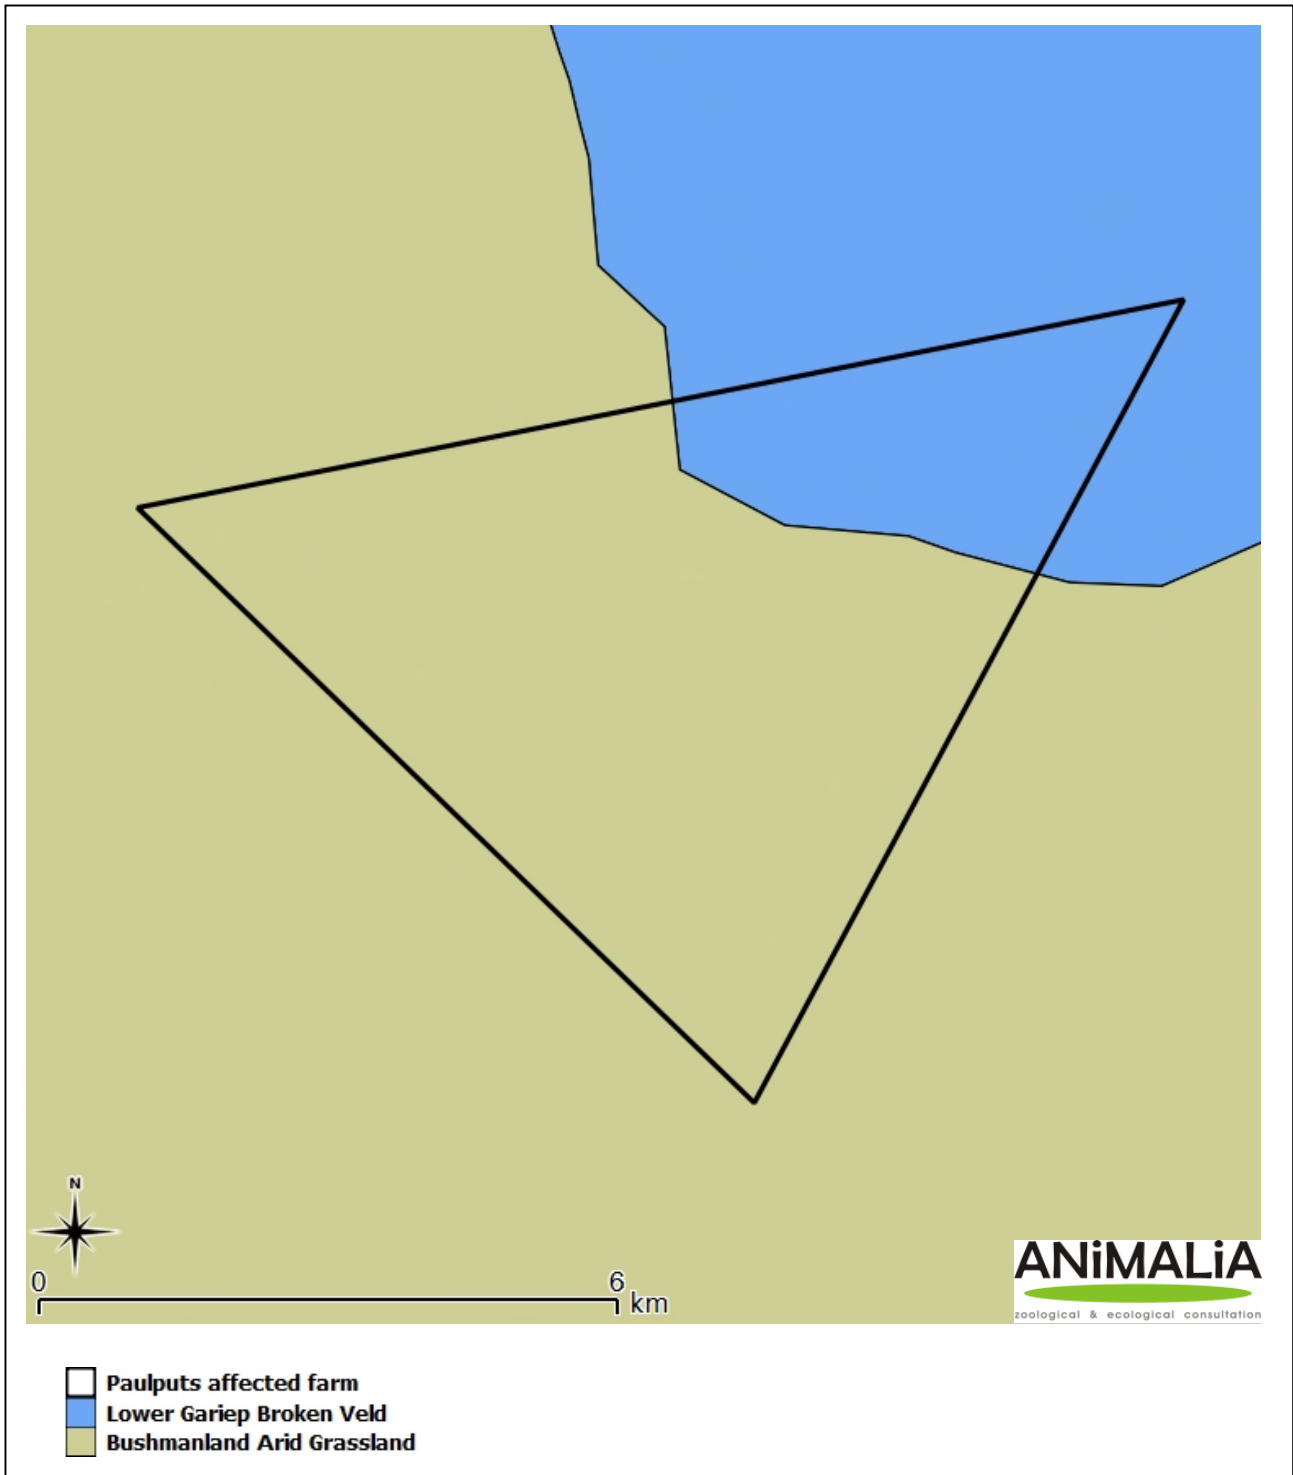 N
0 6
km
ANiMALiA
zoological & ecological consultation
Paulputs affected farm
Lower Gariep Broken Veld
Bushmanland Arid Grassland